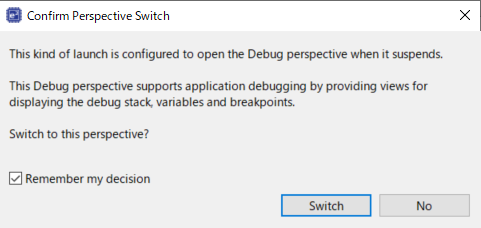 Confirm Perspective Switch
This kind of launch is configured to open the Debug perspective when it suspends.
This Debug perspective supports application debugging by providing views for
displaying the debug stack, variables and breakpoints.
Switch to this perspective?
Remember my decision
Switch
No